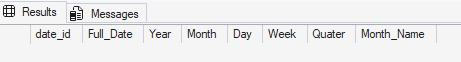 Results Messages
date_id Full_Date Year Month Day Week Quater Month_Name